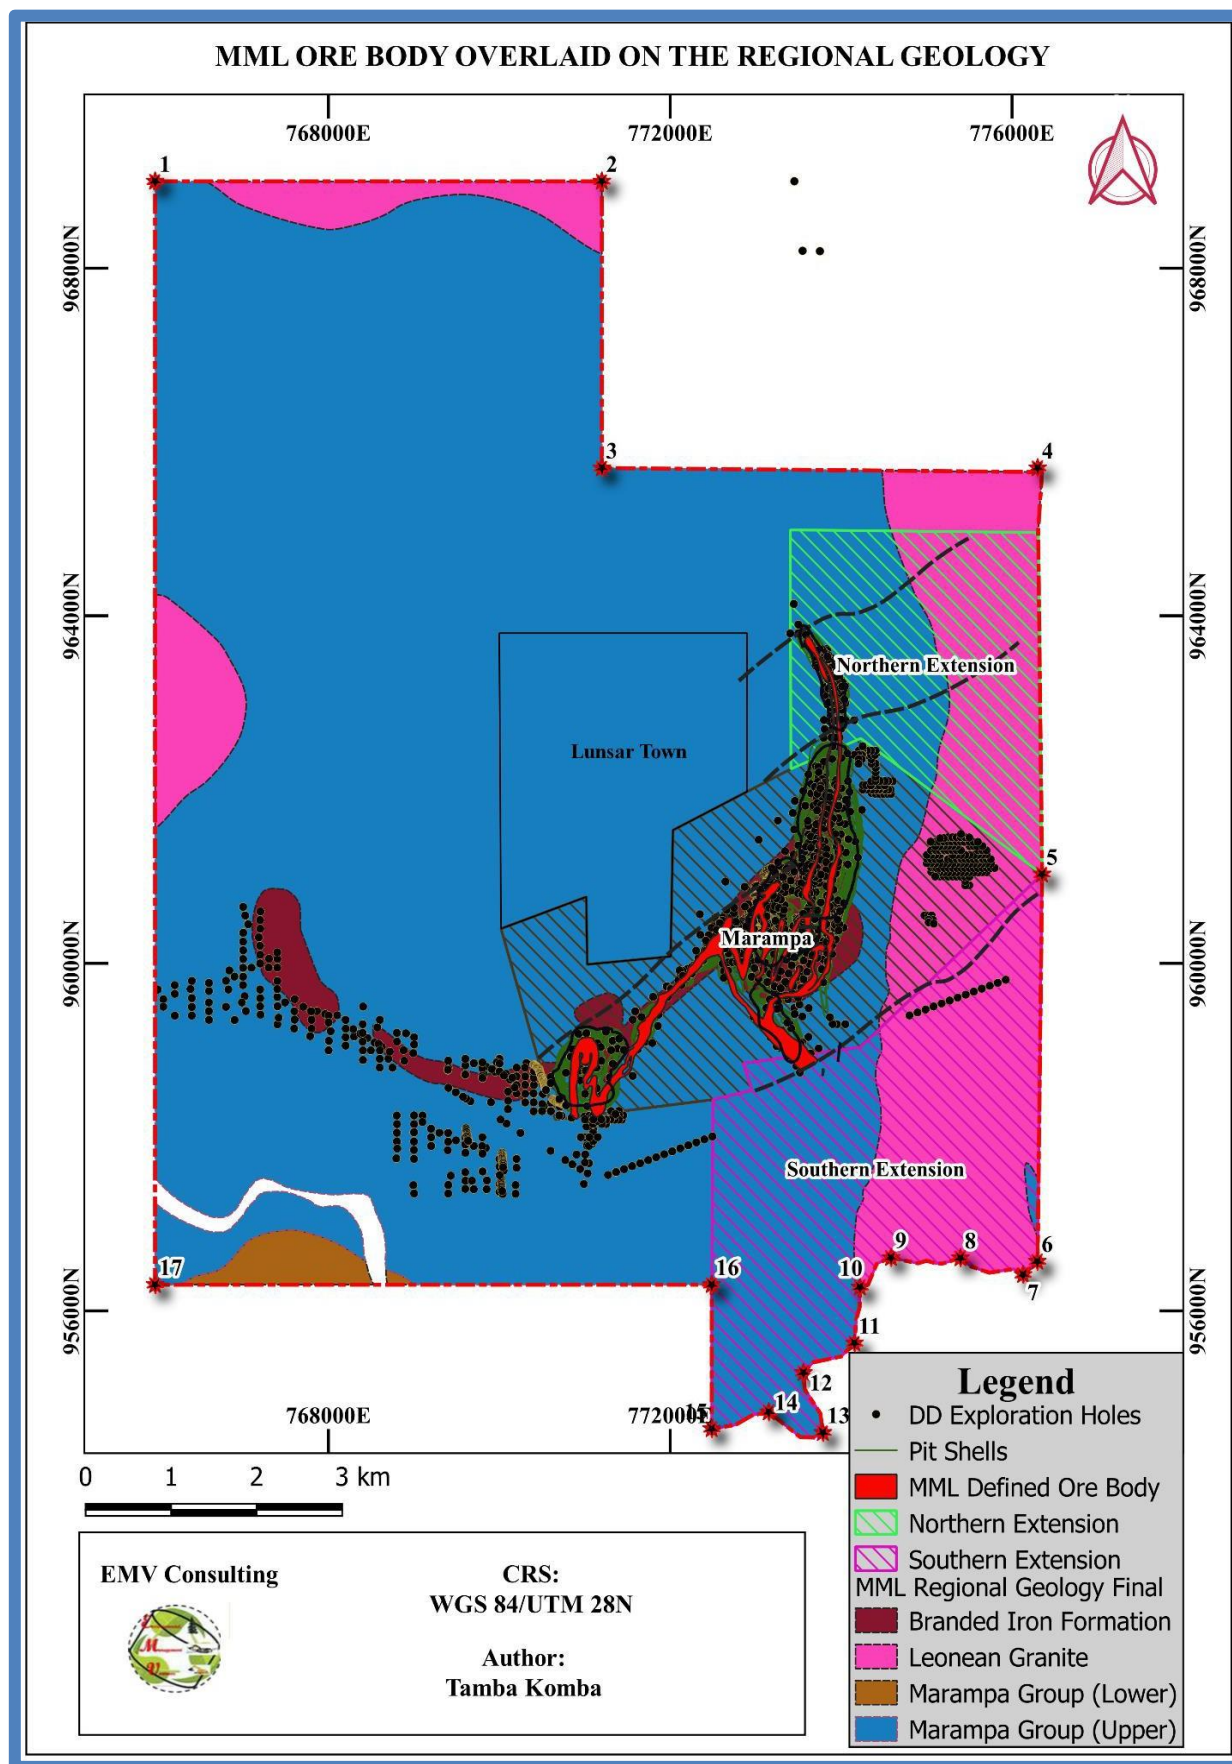 MML ORE BODY OVERLAID ON THE REGIONAL GEOLOGY
768000E
772000E
776000E
1
2
968000N
968000N
3
4
964000N
964000N
Northern Extension
Lunsar Town
5
Marampa
960000N
960000N
Southern Extension
9
8
6
17
16
10
7
956000N
956000N
11
12
14
15
13
768000E
772000E
0 1 2 3 km
EMV Consulting
CRS:
WGS 84/UTM 28N
Author:
Tamba Komba
Legend
DD Exploration Holes
Pit Shells
MML Defined Ore Body
Northern Extension
Southern Extension
MML Regional Geology Final
Branded Iron Formation
Leonean Granite
Marampa Group (Lower)
Marampa Group (Upper)